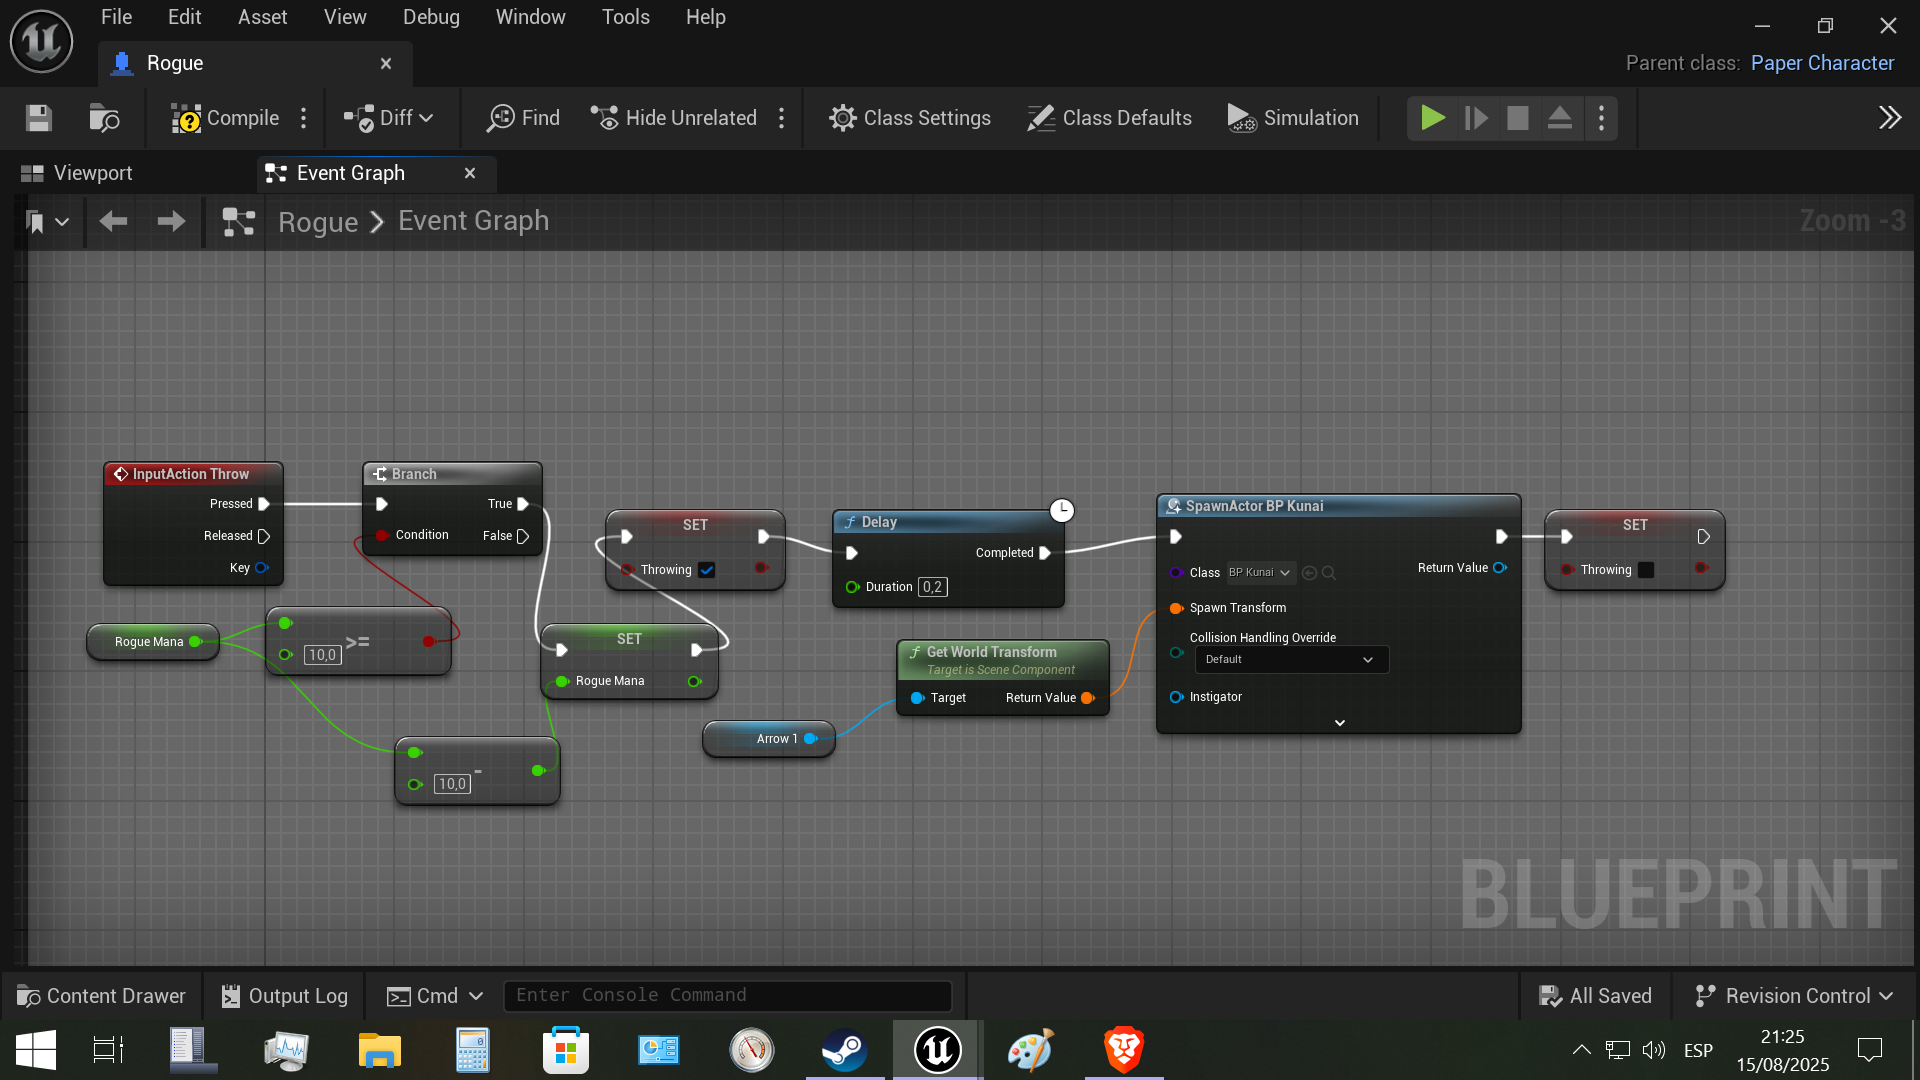 File Edit Asset View Debug Window Tools Help
Rogue
Parent class: Paper Character
Compile Diff Find Hide Unrelated Class Settings Class Defaults Simulation
Viewport Event Graph
Rogue Event Graph Zoom -3
InputAction Throw
Pressed
Released
Key
Branch
True
Condition False
SET
Throwing
Delay
Completed
Duration 0,2
SpawnActor BP Kunai
Class BP Kunai Return Value
Spawn Transform
Collision Handling Override
Default
Instigator
SET
Throwing
Rogue Mana
10,0 >=
SET
Rogue Mana
Get World Transform
Target is Scene Component
Target Return Value
Arrow 1
10,0 -
BLUEPRINT
Content Drawer Output Log Cmd Enter Console Command All Saved Revision Control
ESP
21:25
15/08/2025